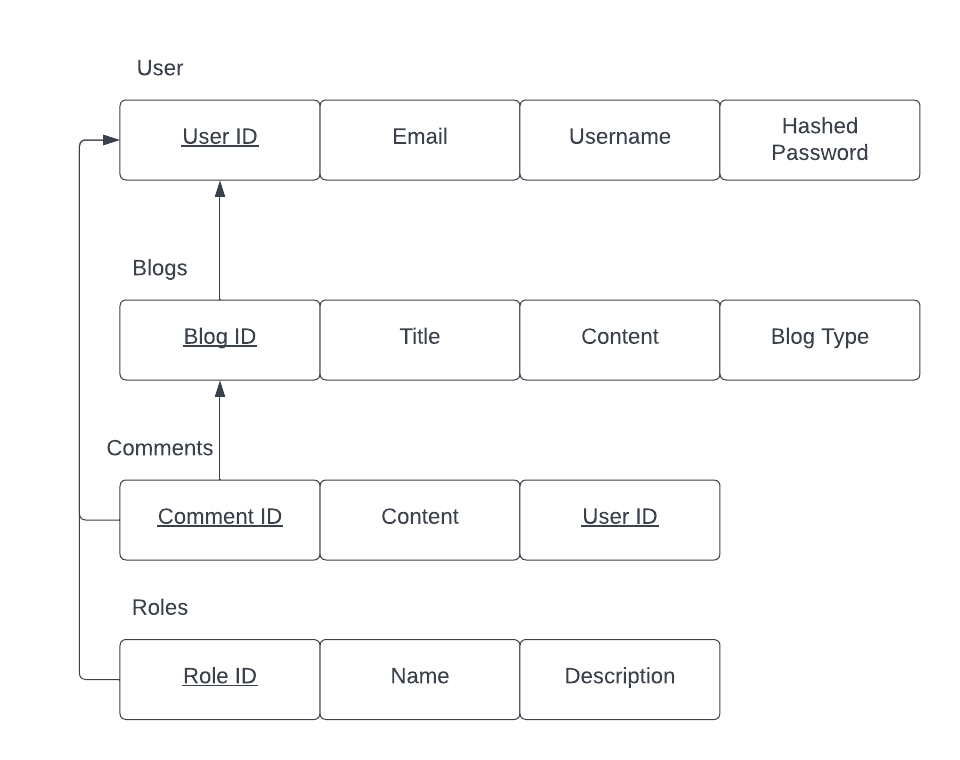 User
User ID
Email
Username
Hashed
Password
Blogs
Blog ID
Title
Content
Blog Type
Comments
Comment ID
Content
User ID
Roles
Role ID
Name
Description